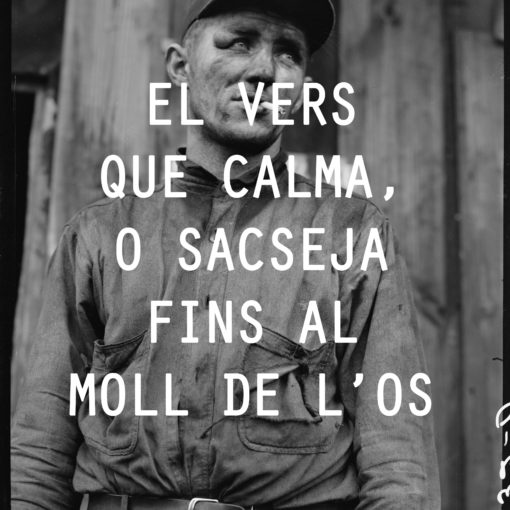 EL VERS
QUE CALMA,
O SACSEJA
FINS AL
MOLL DE L'OS